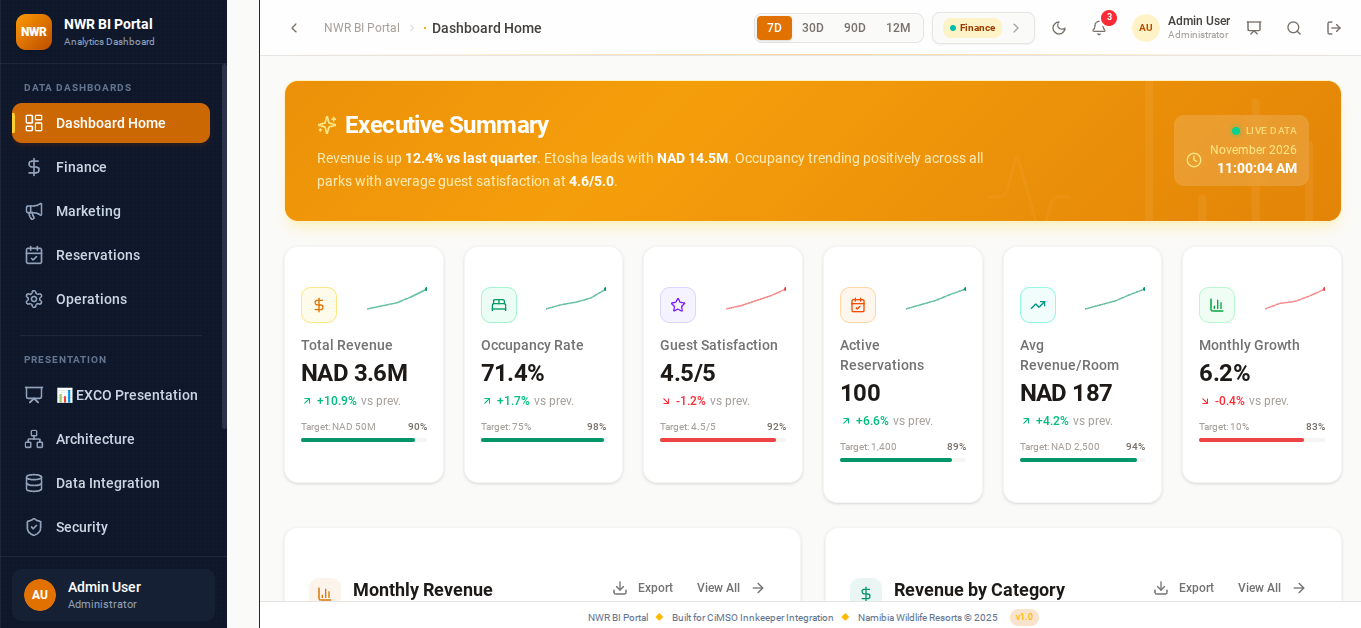 NWR
NWR BI Portal
Analytics Dashboard
DATA DASHBOARDS
Dashboard Home
Finance
Marketing
Reservations
Operations
PRESENTATION
📊 EXCO Presentation
Architecture
Data Integration
Security
AU
Admin User
Administrator
NWR BI Portal
Dashboard Home
7D 30D 90D 12M
Finance
3
AU
Admin User
Administrator
Executive Summary
Revenue is up 12.4% vs last quarter. Etosha leads with NAD 14.5M. Occupancy trending positively across all
parks with average guest satisfaction at 4.6/5.0.
LIVE DATA
November 2026
11:00:04 AM
Total Revenue
NAD 3.6M
+10.9% vs prev.
Target: NAD 50M 90%
Occupancy Rate
71.4%
+1.7% vs prev.
Target: 75% 98%
Guest Satisfaction
4.5/5
-1.2% vs prev.
Target: 4.5/5 92%
Active
Reservations
100
+6.6% vs prev.
Target: 1,400 89%
Avg
Revenue/Room
NAD 187
+4.2% vs prev.
Target: NAD 2,500 94%
Monthly Growth
6.2%
-0.4% vs prev.
Target: 10% 83%
Monthly Revenue
Export View All
Revenue by Category
Export View All
NWR BI Portal ◆ Built for CiMSO Innkeeper Integration ◆ Namibia Wildlife Resorts © 2025 v1.0